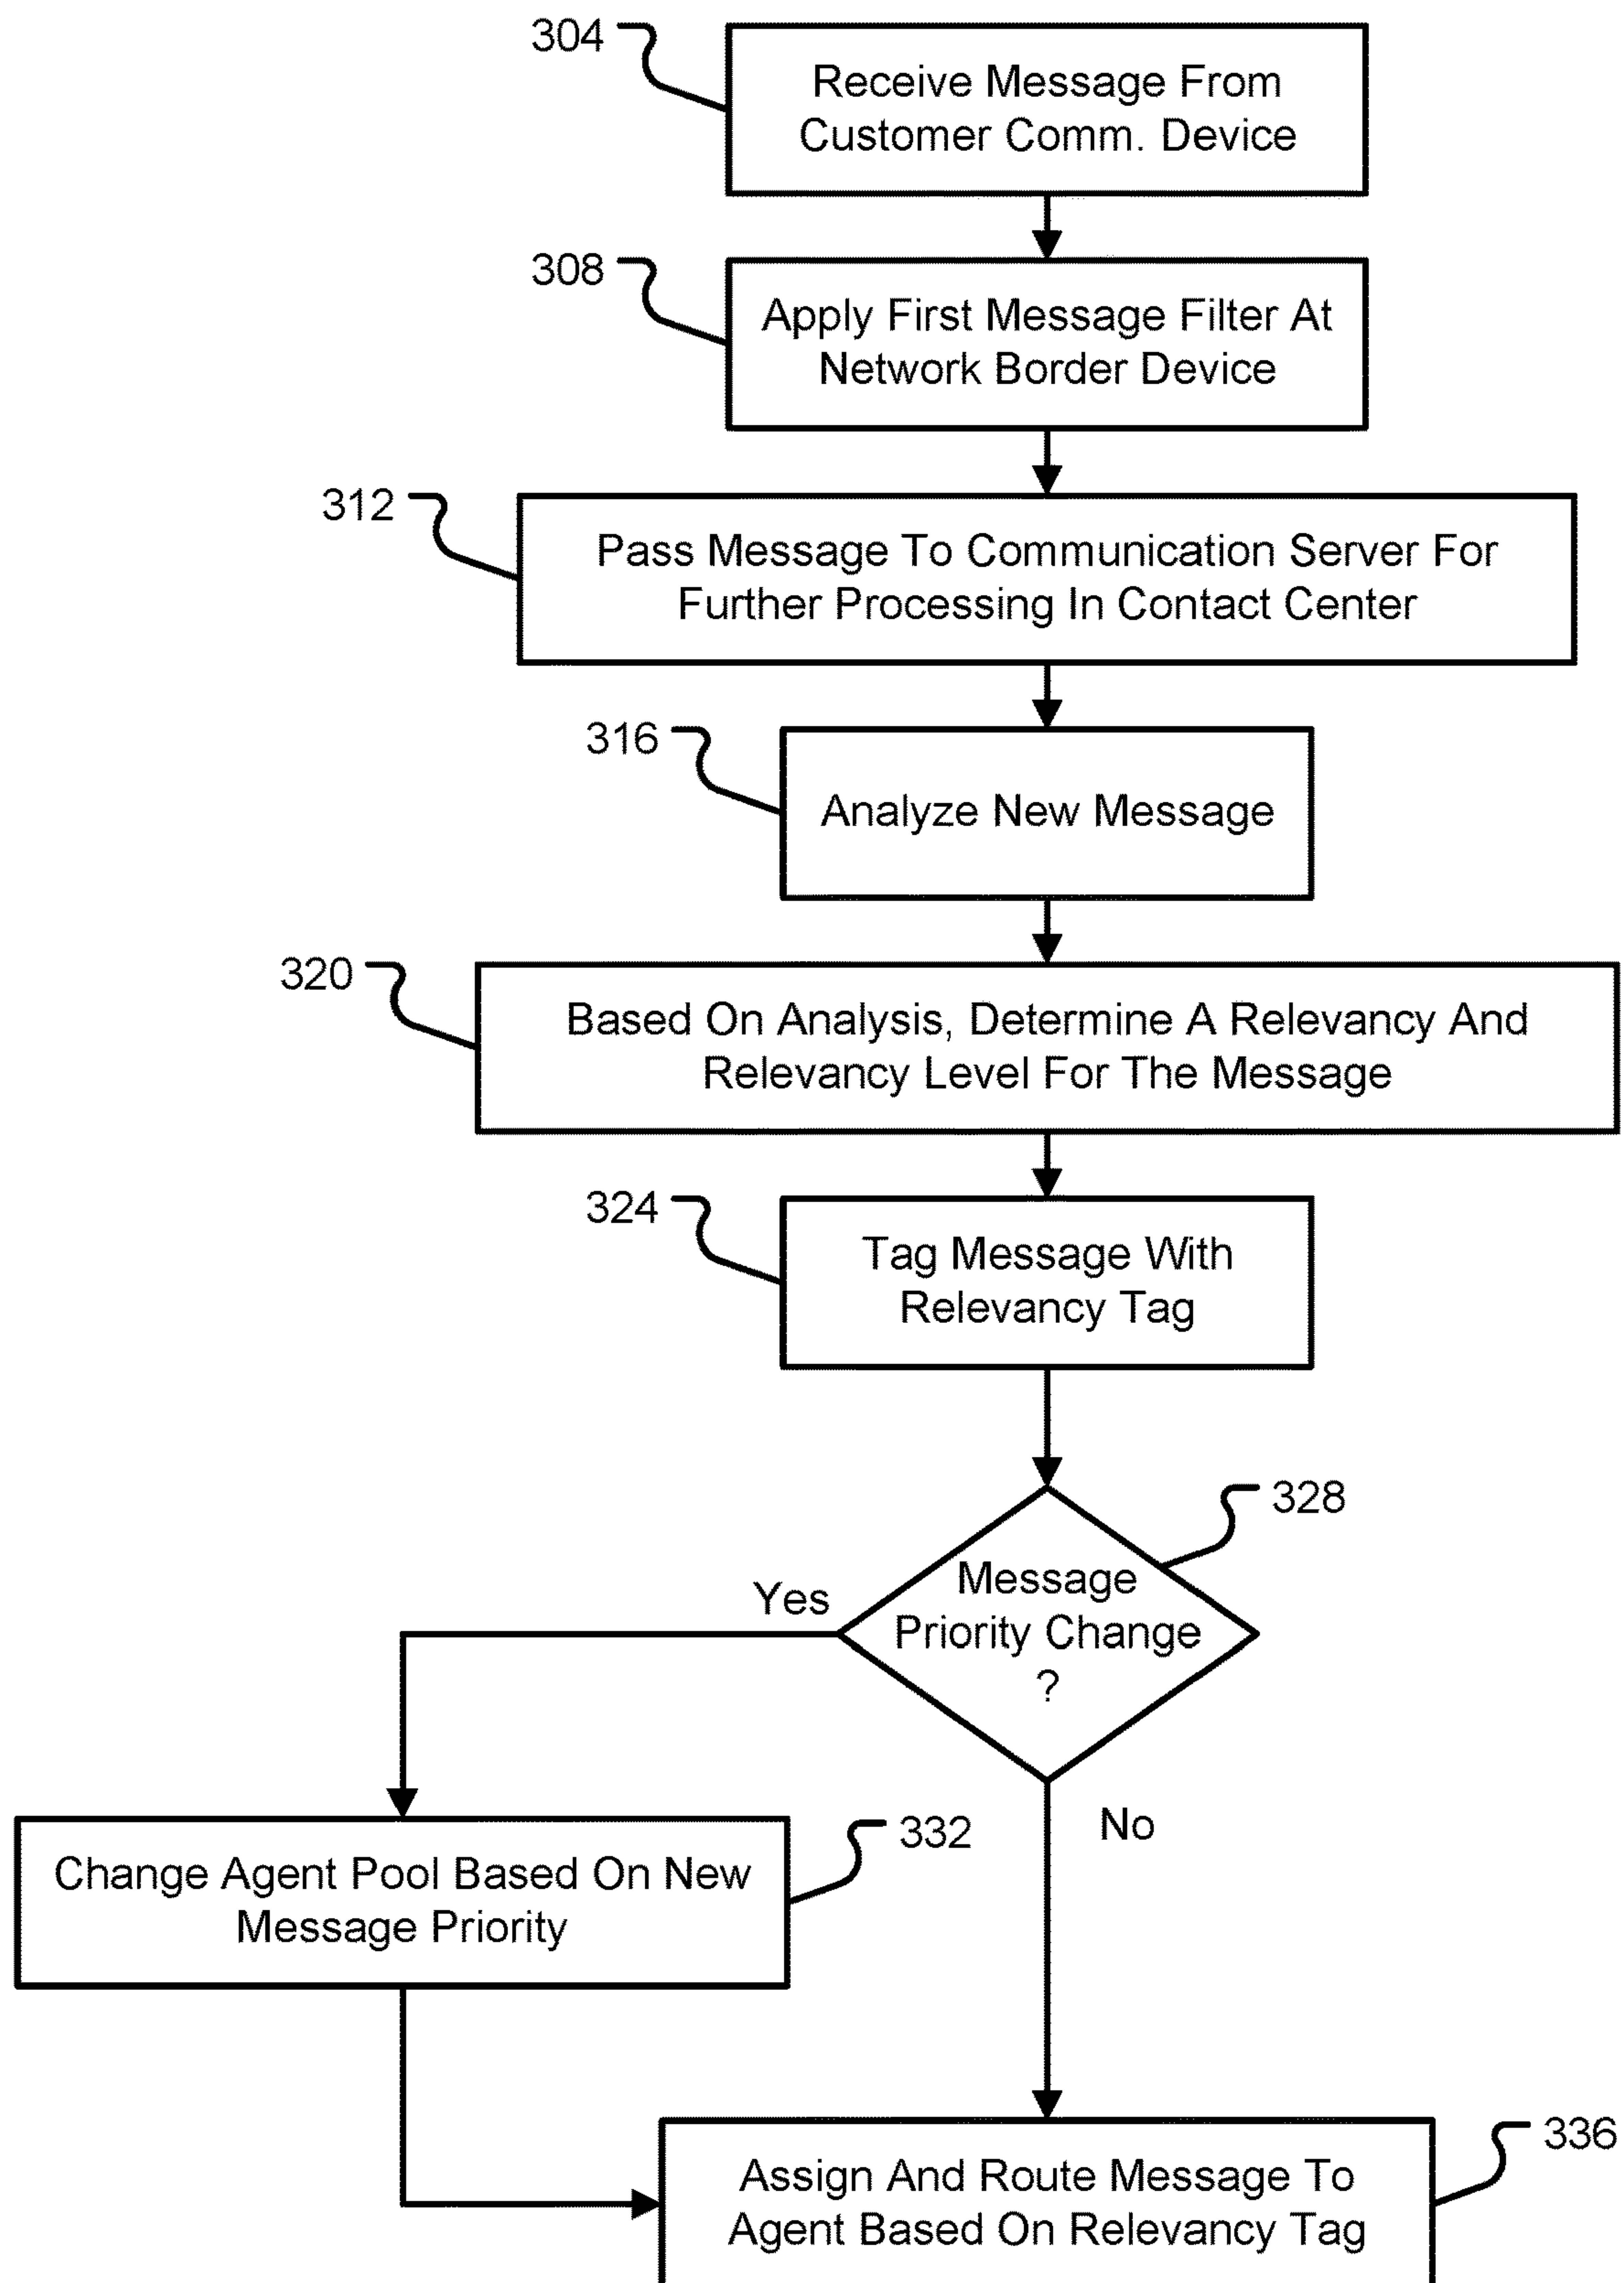 304
Receive Message From
Customer Comm. Device
308
Apply First Message Filter At
Network Border Device
312
Pass Message To Communication Server For
Further Processing In Contact Center
316
Analyze New Message
320
Based On Analysis, Determine A Relevancy And
Relevancy Level For The Message
324
Tag Message With
Relevancy Tag
328
Message
Priority Change
?
Yes
No
332
Change Agent Pool Based On New
Message Priority
336
Assign And Route Message To
Agent Based On Relevancy Tag